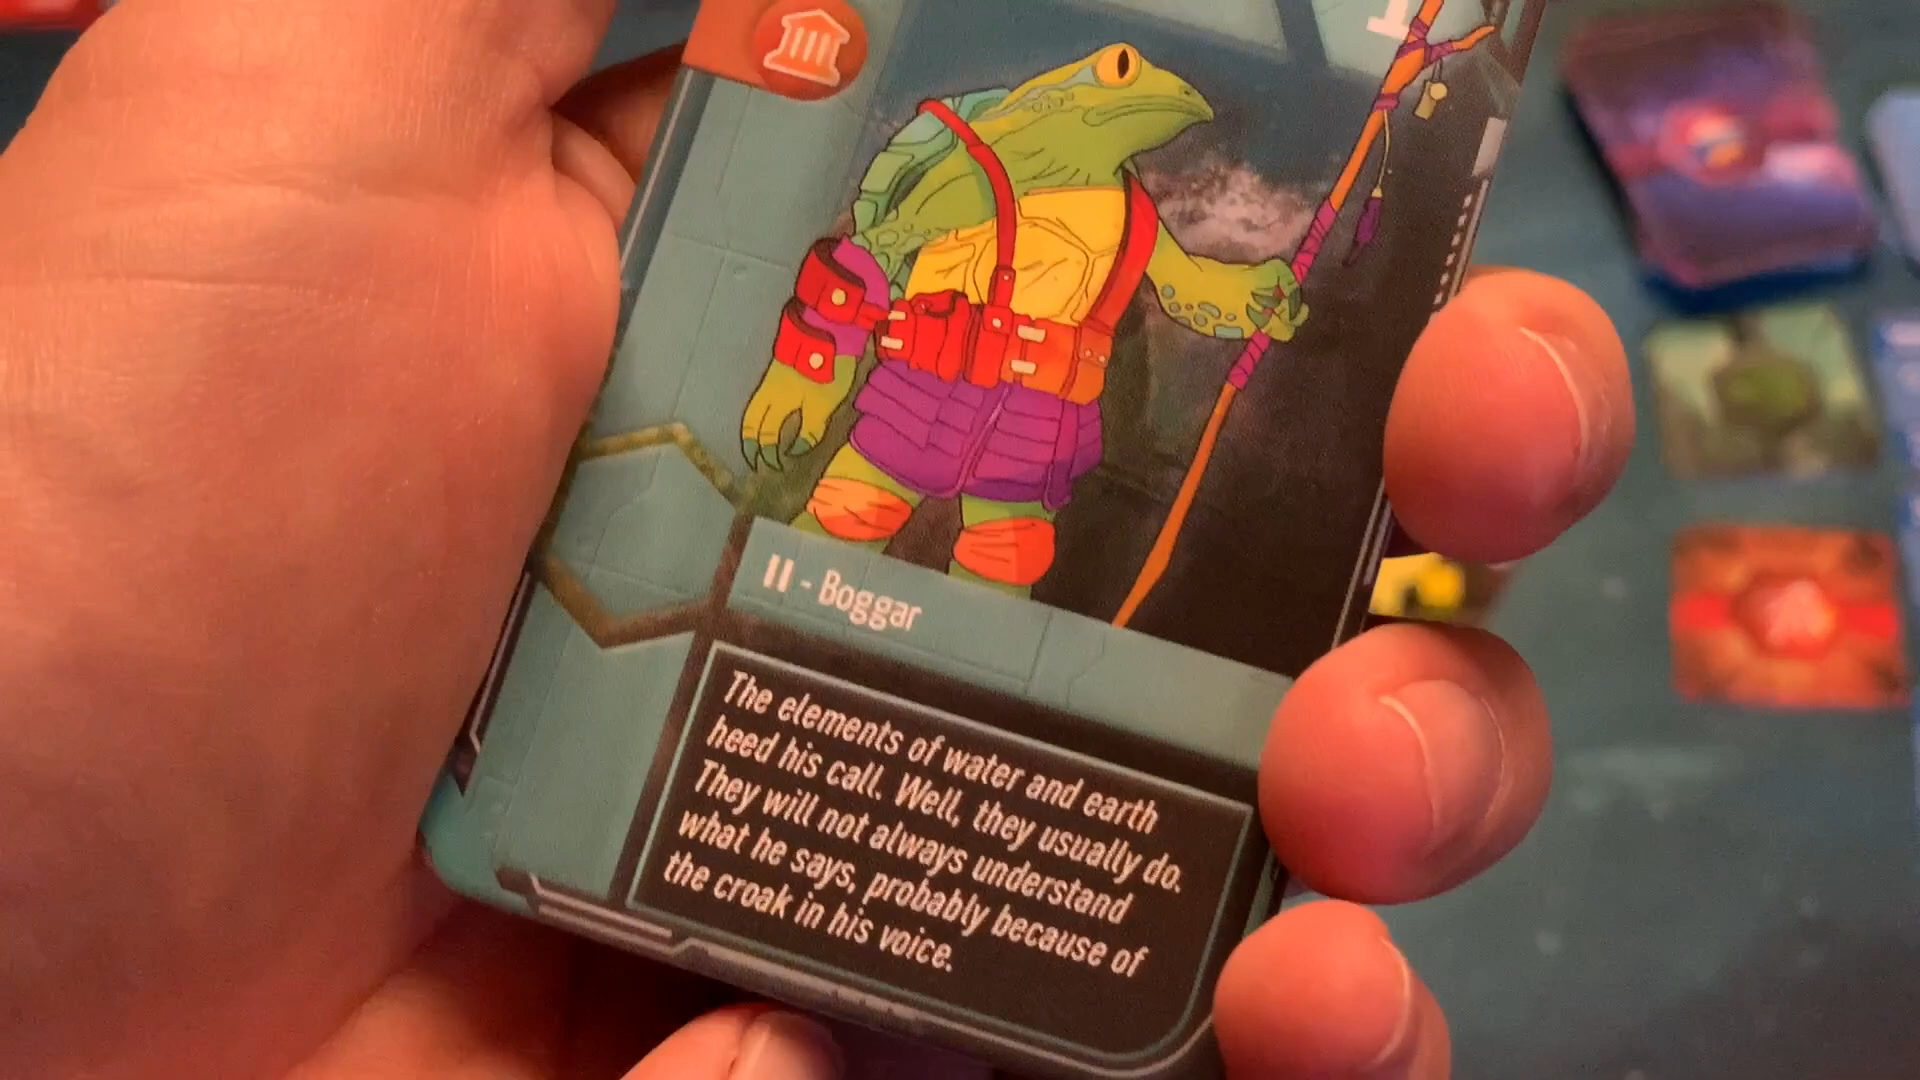 1
II - Boggar
The elements of water and earth
heed his call. Well, they usually do.
They will not always understand
what he says, probably because of
the croak in his voice.